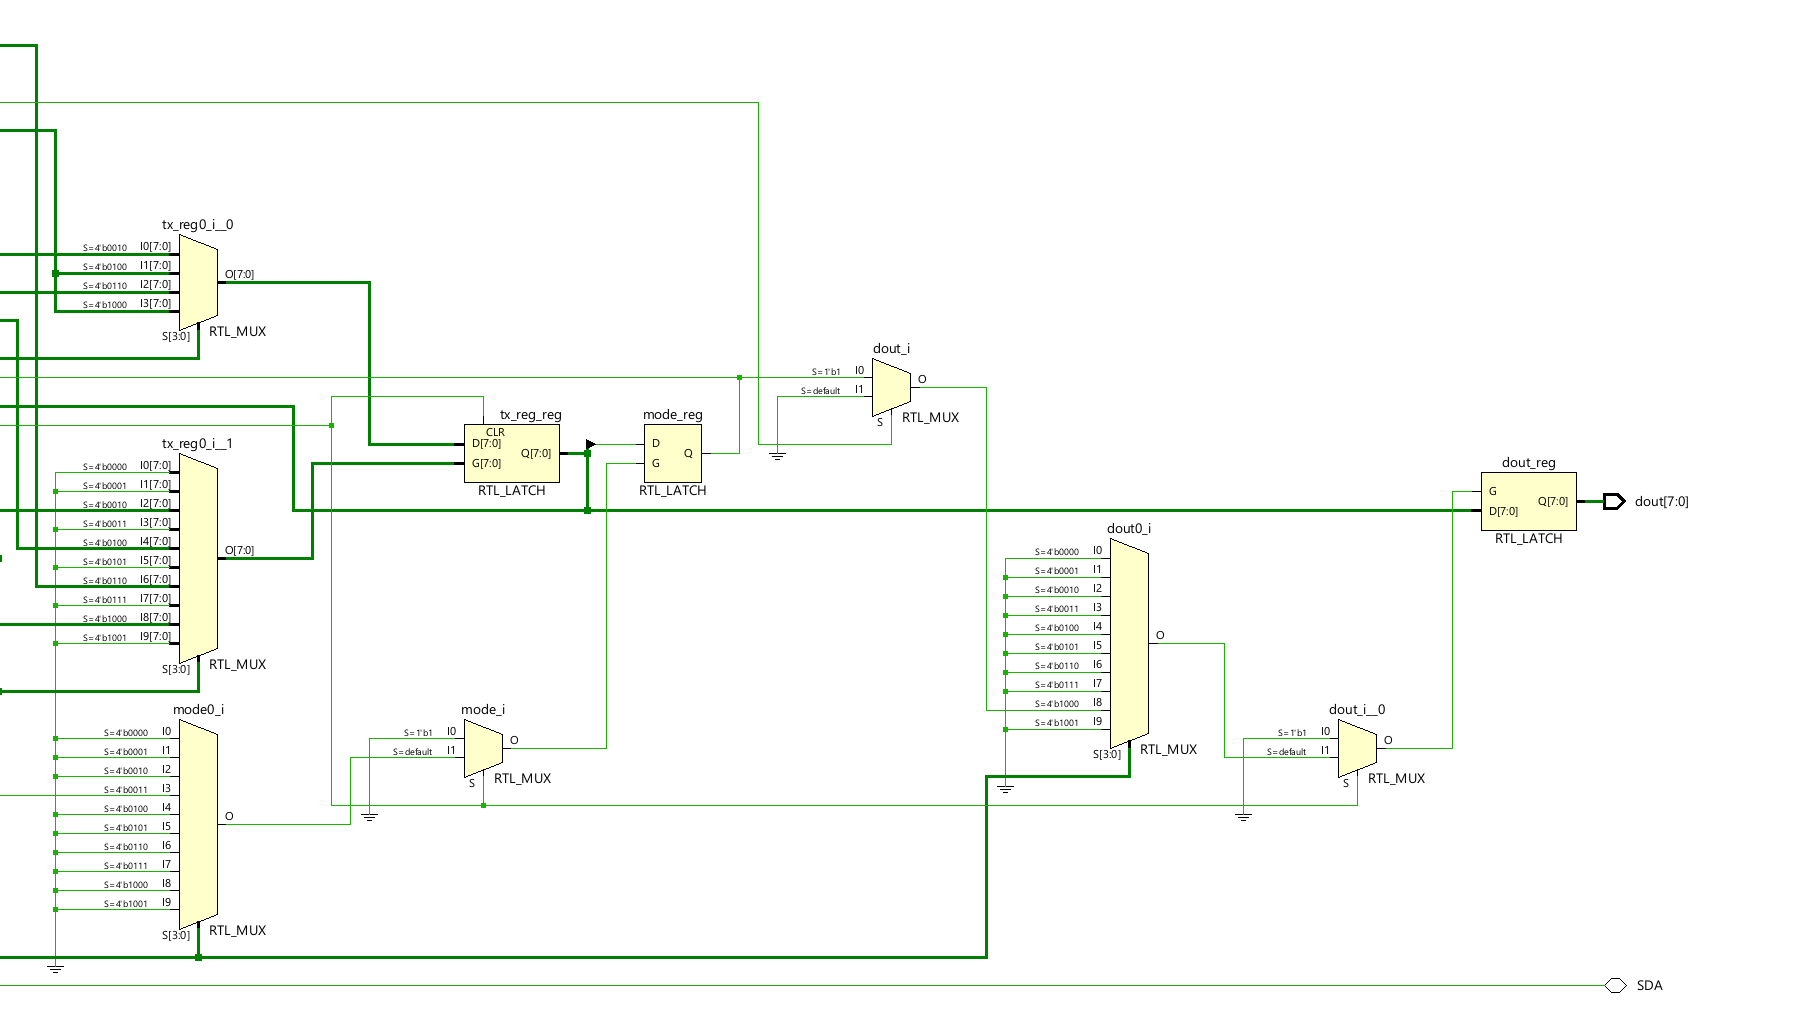 tx_reg0_i__0
S=4'b0010 I0[7:0]
S=4'b0100 I1[7:0]
S=4'b0110 I2[7:0]
S=4'b1000 I3[7:0]
O[7:0]
S[3:0]
RTL_MUX
tx_reg0_i__1
S=4'b0000 I0[7:0]
S=4'b0001 I1[7:0]
S=4'b0010 I2[7:0]
S=4'b0011 I3[7:0]
S=4'b0100 I4[7:0]
S=4'b0101 I5[7:0]
S=4'b0110 I6[7:0]
S=4'b0111 I7[7:0]
S=4'b1000 I8[7:0]
S=4'b1001 I9[7:0]
O[7:0]
S[3:0]
RTL_MUX
mode0_i
S=4'b0000 I0
S=4'b0001 I1
S=4'b0010 I2
S=4'b0011 I3
S=4'b0100 I4
S=4'b0101 I5
S=4'b0110 I6
S=4'b0111 I7
S=4'b1000 I8
S=4'b1001 I9
O
S[3:0]
RTL_MUX
tx_reg_reg
CLR
D[7:0]
G[7:0]
Q[7:0]
RTL_LATCH
mode_i
S=1'b1 I0
S=default I1
O
S
RTL_MUX
mode_reg
D
G
Q
RTL_LATCH
dout_i
S=1'b1 I0
S=default I1
O
S
RTL_MUX
dout0_i
S=4'b0000 I0
S=4'b0001 I1
S=4'b0010 I2
S=4'b0011 I3
S=4'b0100 I4
S=4'b0101 I5
S=4'b0110 I6
S=4'b0111 I7
S=4'b1000 I8
S=4'b1001 I9
O
S[3:0]
RTL_MUX
dout_i__0
S=1'b1 I0
S=default I1
O
S
RTL_MUX
dout_reg
G
D[7:0]
Q[7:0]
RTL_LATCH
dout[7:0]
SDA